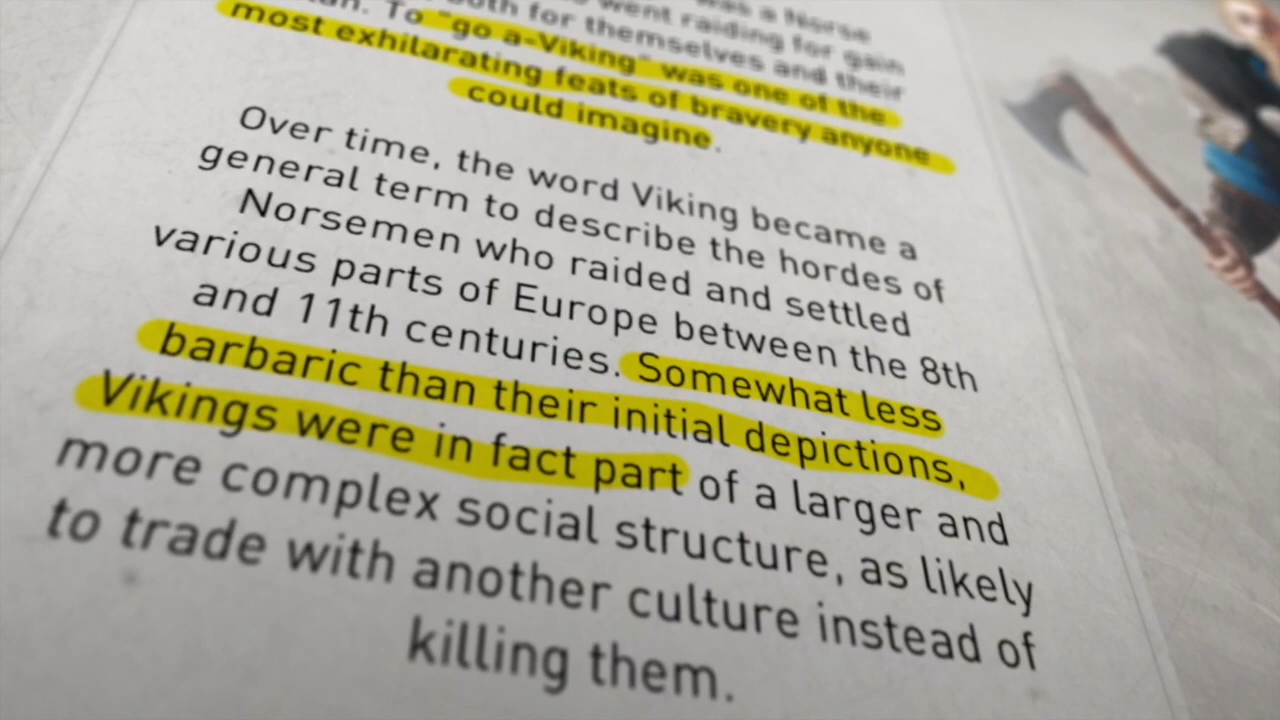 was a Norse
went raiding for gain
both for themselves and their
To "go a-Viking" was one of the
most exhilarating feats of bravery anyone
could imagine.
Over time, the word Viking became a
general term to describe the hordes of
Norsemen who raided and settled
various parts of Europe between the 8th
and 11th centuries. Somewhat less
barbaric than their initial depictions,
Vikings were in fact part of a larger and
more complex social structure, as likely
to trade with another culture instead of
killing them.